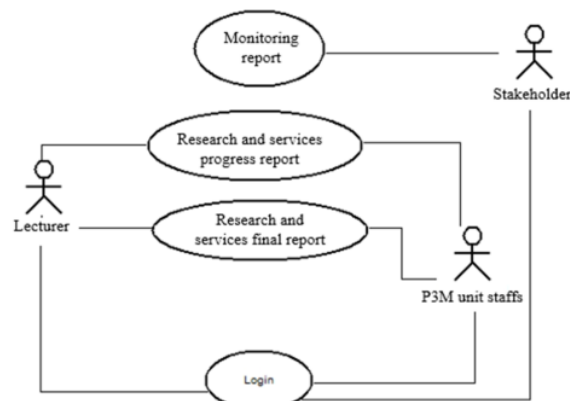 Monitoring
report
Stakeholder
Research and services
progress report
Lecturer
Research and
services final report
P3M unit staffs
Login